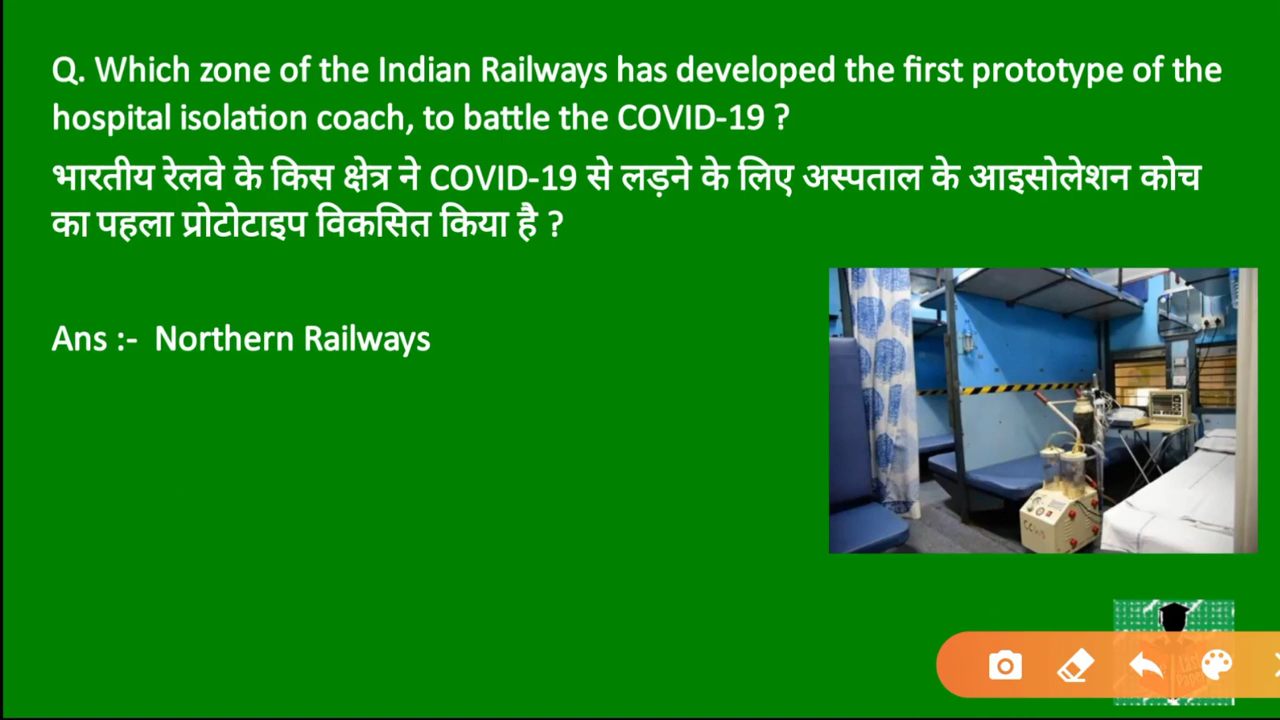 Q. Which zone of the Indian Railways has developed the first prototype of the
hospital isolation coach, to battle the COVID-19 ?
भारतीय रेलवे के किस क्षेत्र ने COVID-19 से लड़ने के लिए अस्पताल के आइसोलेशन कोच
का पहला प्रोटोटाइप विकसित किया है ?
Ans :- Northern Railways